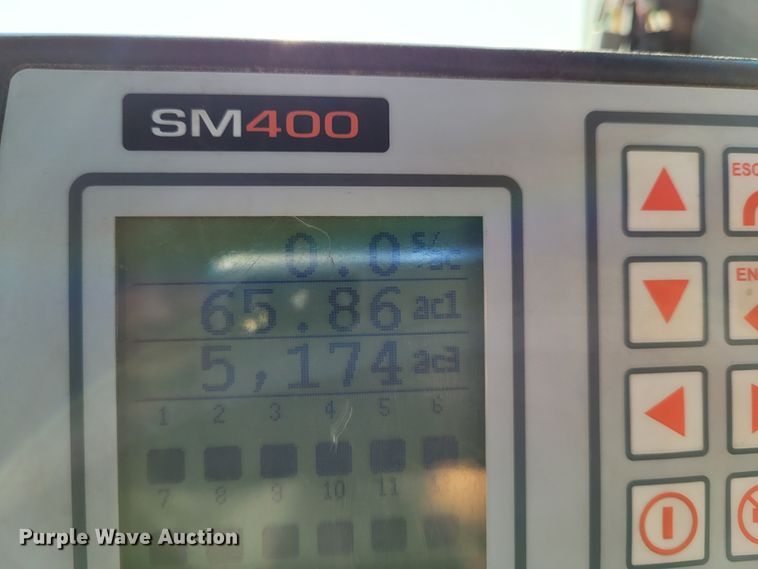 SM400
ESC
0.0
65.86 ac1
EN
5,174 ac3
1 2 3 4 5 6
7 8 9 10 11
Purple Wave Auction